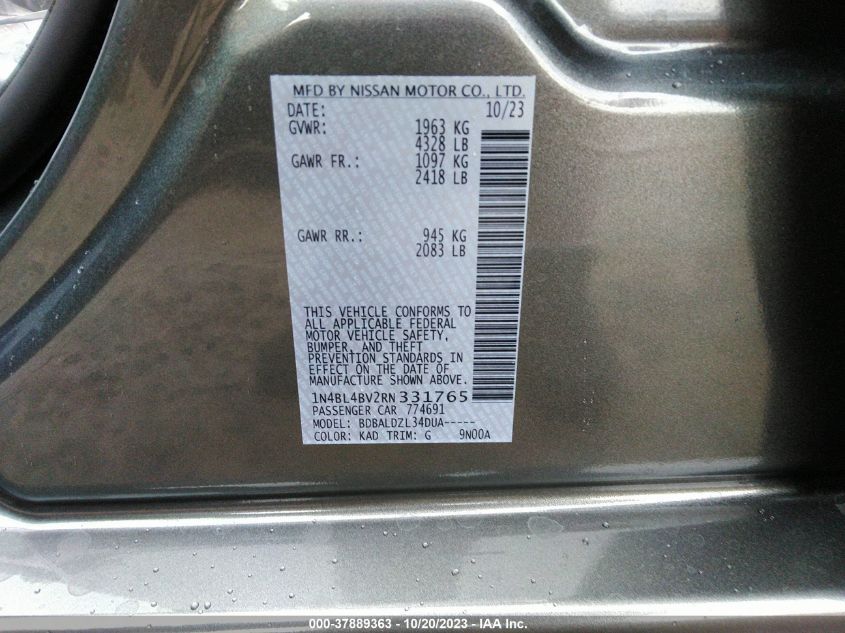 MFD BY NISSAN MOTOR CO., LTD.
DATE: 10/23
GVWR: 1963 KG
4328 LB
GAWR FR.: 1097 KG
2418 LB
GAWR RR.: 945 KG
2083 LB
THIS VEHICLE CONFORMS TO
ALL APPLICABLE FEDERAL
MOTOR VEHICLE SAFETY,
BUMPER, AND THEFT
PREVENTION STANDARDS IN
EFFECT ON THE DATE OF
MANUFACTURE SHOWN ABOVE.
1N4BL4BV2RN331765
PASSENGER CAR 774691
MODEL: BDBALDZL34DUA-----
COLOR: KAD TRIM: G 9N00A
000-37889363 - 10/20/2023 - IAA Inc.